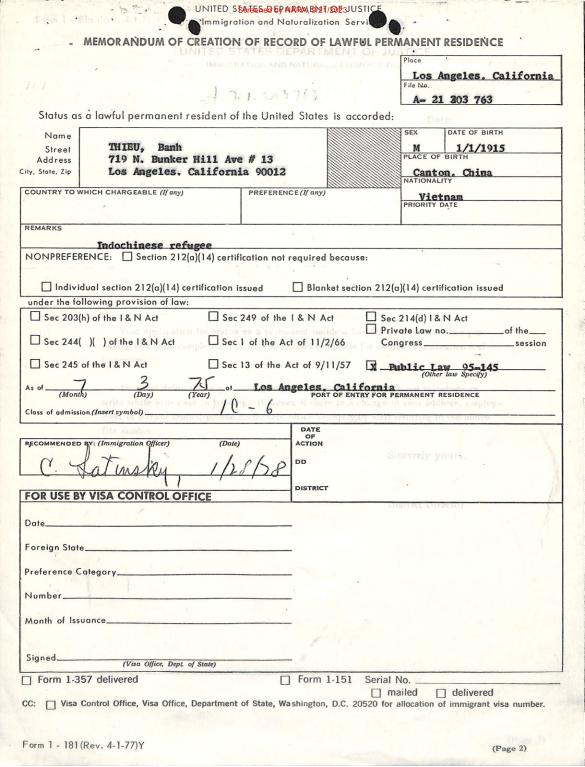 UNITED STATES DEPARTMENT OF JUSTICE
Immigration and Naturalization Service
MEMORANDUM OF CREATION OF RECORD OF LAWFUL PERMANENT RESIDENCE
Place
Los Angeles, California
File No.
A- 21 203 763
Status as a lawful permanent resident of the United States is accorded:
Name
Street
Address
City, State, Zip
THIEU, Banh
719 N. Bunker Hill Ave # 13
Los Angeles, California 90012
SEX
M
DATE OF BIRTH
1/1/1915
PLACE OF BIRTH
Canton, China
NATIONALITY
Vietnam
PRIORITY DATE
COUNTRY TO WHICH CHARGEABLE (If any)
PREFERENCE (If any)
REMARKS
Indochinese refugee
NONPREFERENCE: Section 212(a)(14) certification not required because:
Individual section 212(a)(14) certification issued Blanket section 212(a)(14) certification issued
under the following provision of law:
Sec 203(h) of the I & N Act Sec 249 of the I & N Act Sec 214(d) I & N Act
Private Law no. of the
Sec 244( )( ) of the I & N Act Sec 1 of the Act of 11/2/66 Congress session
Sec 245 of the I & N Act Sec 13 of the Act of 9/11/57 X Public Law 95-145
(Other law Specify)
As of 7 3 75 at Los Angeles, California
(Month) (Day) (Year) PORT OF ENTRY FOR PERMANENT RESIDENCE
Class of admission (Insert symbol) IC - 6
RECOMMENDED BY: (Immigration Officer) (Date)
C. Latinsky, 1/28/78
DATE
OF
ACTION
DD
DISTRICT
FOR USE BY VISA CONTROL OFFICE
Date
Foreign State
Preference Category
Number
Month of Issuance
Signed
(Visa Office, Dept. of State)
Form 1-357 delivered Form 1-151 Serial No.
mailed delivered
CC: Visa Control Office, Visa Office, Department of State, Washington, D.C. 20520 for allocation of immigrant visa number.
Form 1 - 181 (Rev. 4-1-77)Y
(Page 2)